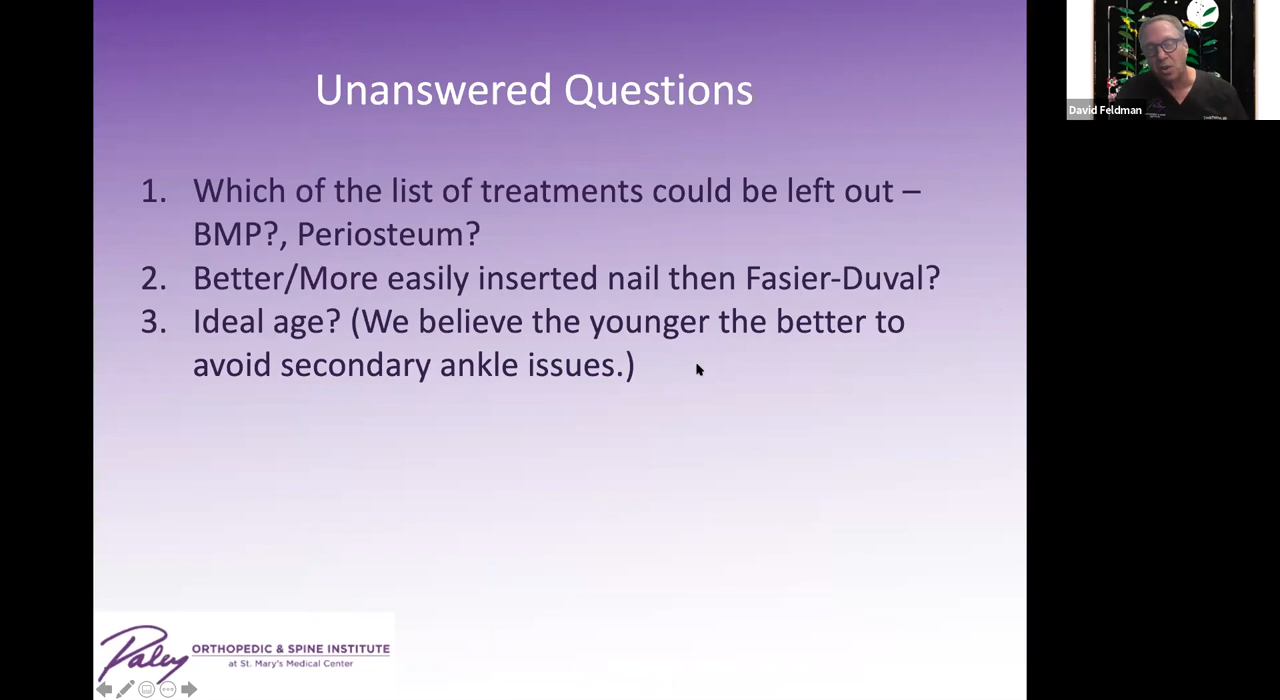 Unanswered Questions
1. Which of the list of treatments could be left out –
BMP?, Periosteum?
2. Better/More easily inserted nail then Fasier-Duval?
3. Ideal age? (We believe the younger the better to
avoid secondary ankle issues.)
Paley
ORTHOPEDIC & SPINE INSTITUTE
at St. Mary's Medical Center
David Feldman